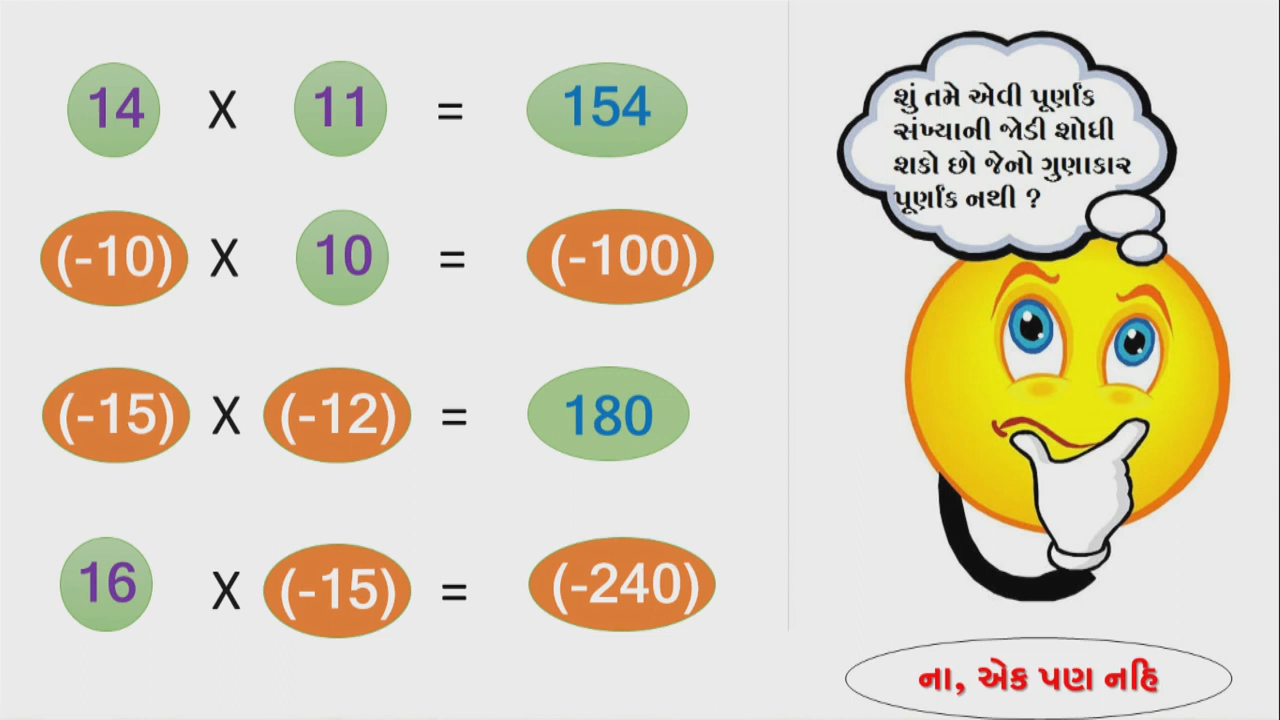 14 X 11 = 154
(-10) X 10 = (-100)
(-15) X (-12) = 180
16 X (-15) = (-240)
શું તમે એવી પૂર્ણાંક
સંખ્યાની જોડી શોધી
શકો છો જેનો ગુણાકાર
પૂર્ણાંક નથી ?
ના, એક પણ નહિ